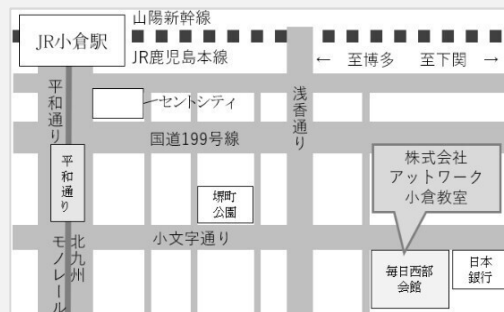 山陽新幹線
JR小倉駅
JR鹿児島本線
← 至博多 至下関 →
平和通り
セントシティ
浅香通り
国道199号線
平和通り
株式会社
アットワーク
小倉教室
堺町
公園
小文字通り
北九州
モノレール
毎日西部
会館
日本
銀行